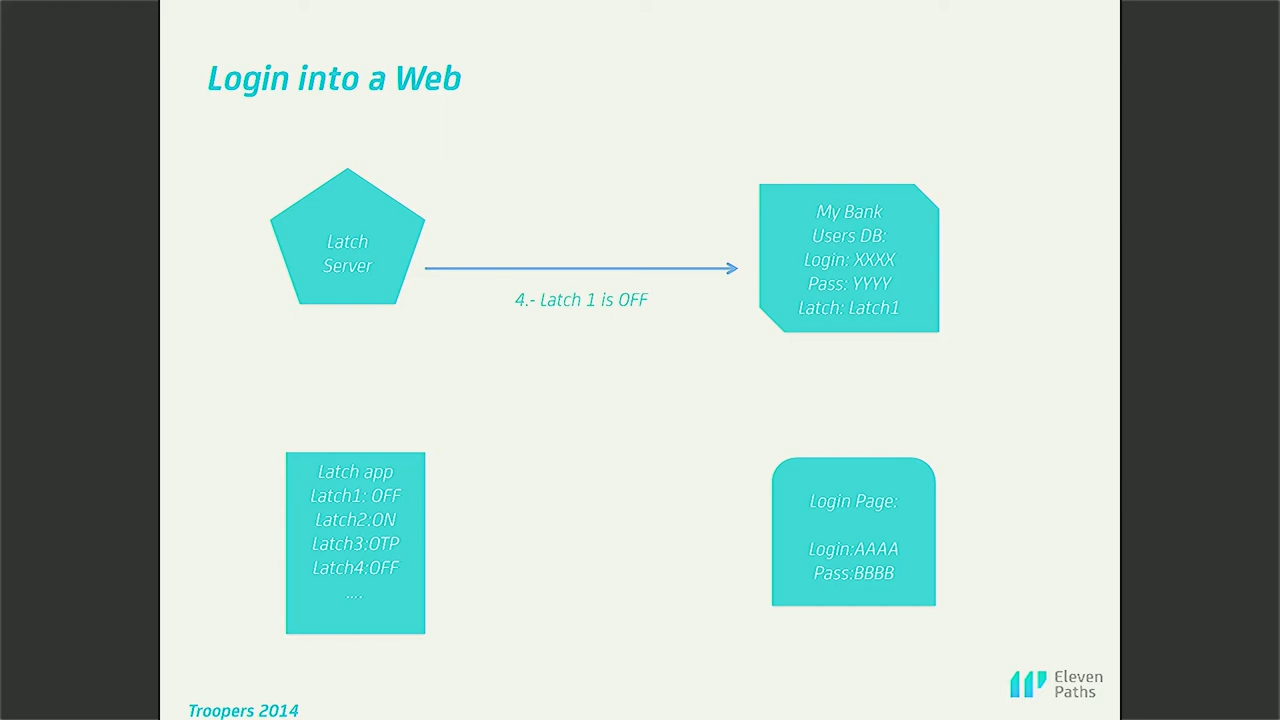 Login into a Web
Latch
Server
4.- Latch 1 is OFF
My Bank
Users DB:
Login: XXXX
Pass: YYYY
Latch: Latch1
Latch app
Latch1: OFF
Latch2:ON
Latch3:OTP
Latch4:OFF
....
Login Page:
Login:AAAA
Pass:BBBB
Eleven
Paths
Troopers 2014